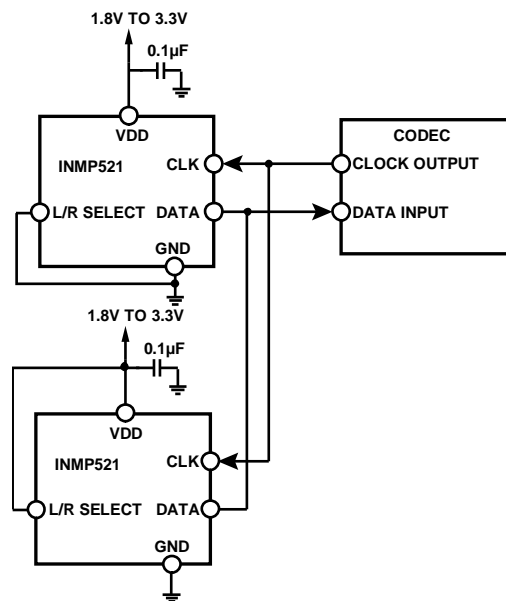 1.8V TO 3.3V
0.1µF
VDD
CODEC
INMP521
CLK
CLOCK OUTPUT
L/R SELECT
DATA
DATA INPUT
GND
1.8V TO 3.3V
0.1µF
VDD
CLK
INMP521
L/R SELECT
DATA
GND